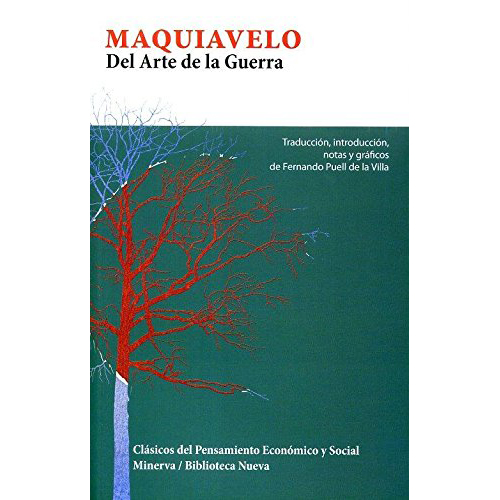 MAQUIAVELO
Del Arte de la Guerra
Traducción, introducción,
notas y gráficos
de Fernando Puell de la Villa
Clásicos del Pensamiento Económico y Social
Minerva / Biblioteca Nueva